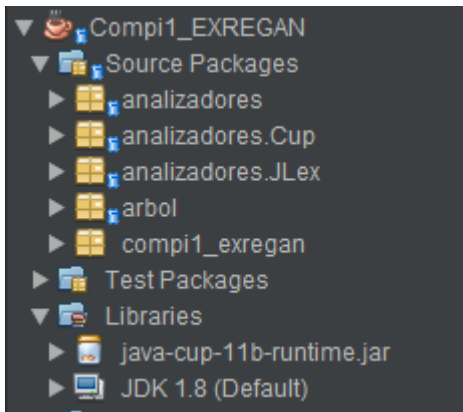 Compi1_EXREGAN
Source Packages
analizadores
analizadores.Cup
analizadores.JLex
arbol
compi1_exregan
Test Packages
Libraries
java-cup-11b-runtime.jar
JDK 1.8 (Default)